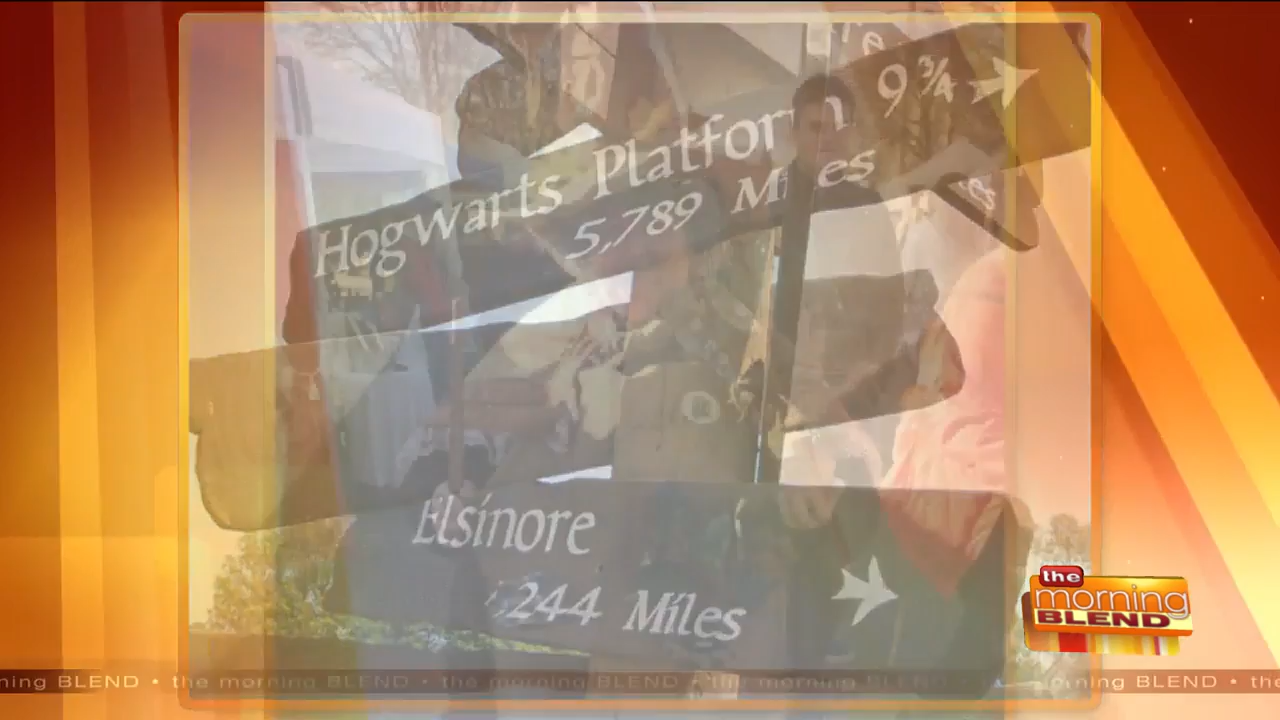 Hogwarts Platform 9¾
5,789 Miles
Elsinore
,244 Miles
the
morning
BLEND
ning BLEND • the morning BLEND • the morning BLEND • the morning BLEND • the morning BLEND • the